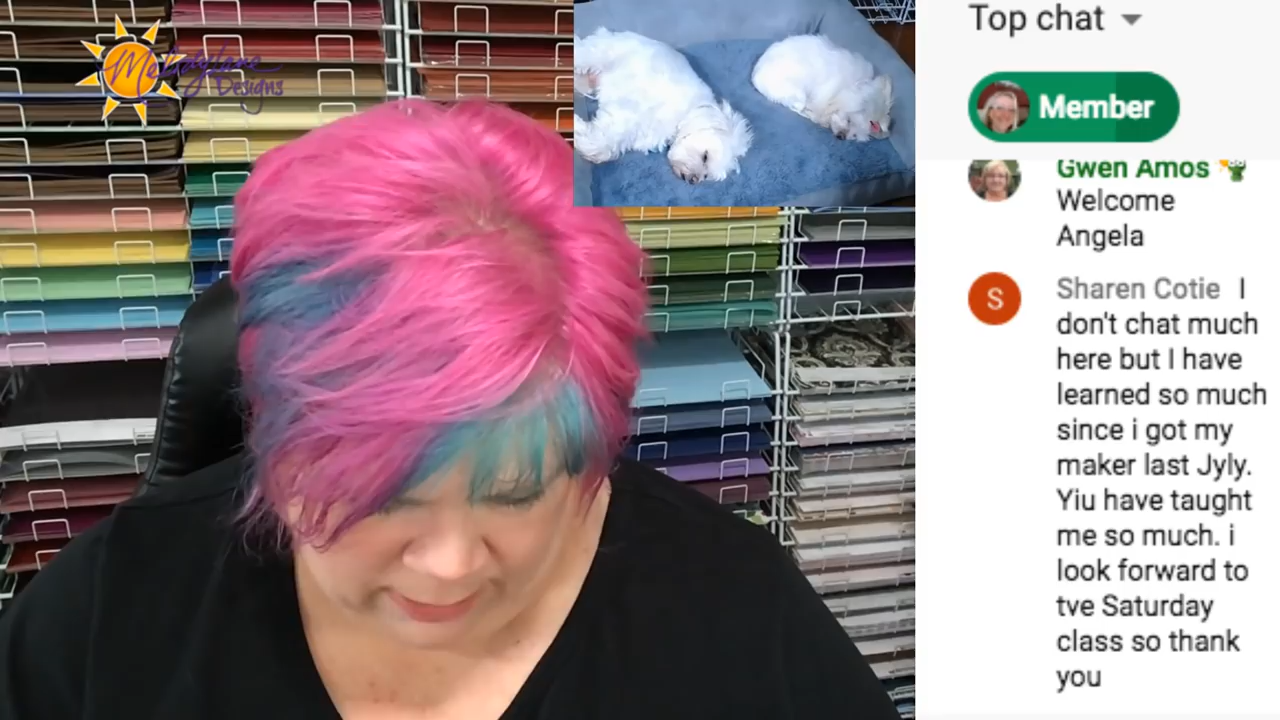 MelodyLane
Designs
Top chat
Member
Gwen Amos
Welcome
Angela
S
Sharen Cotie I
don't chat much
here but I have
learned so much
since i got my
maker last Jyly.
Yiu have taught
me so much. i
look forward to
tve Saturday
class so thank
you